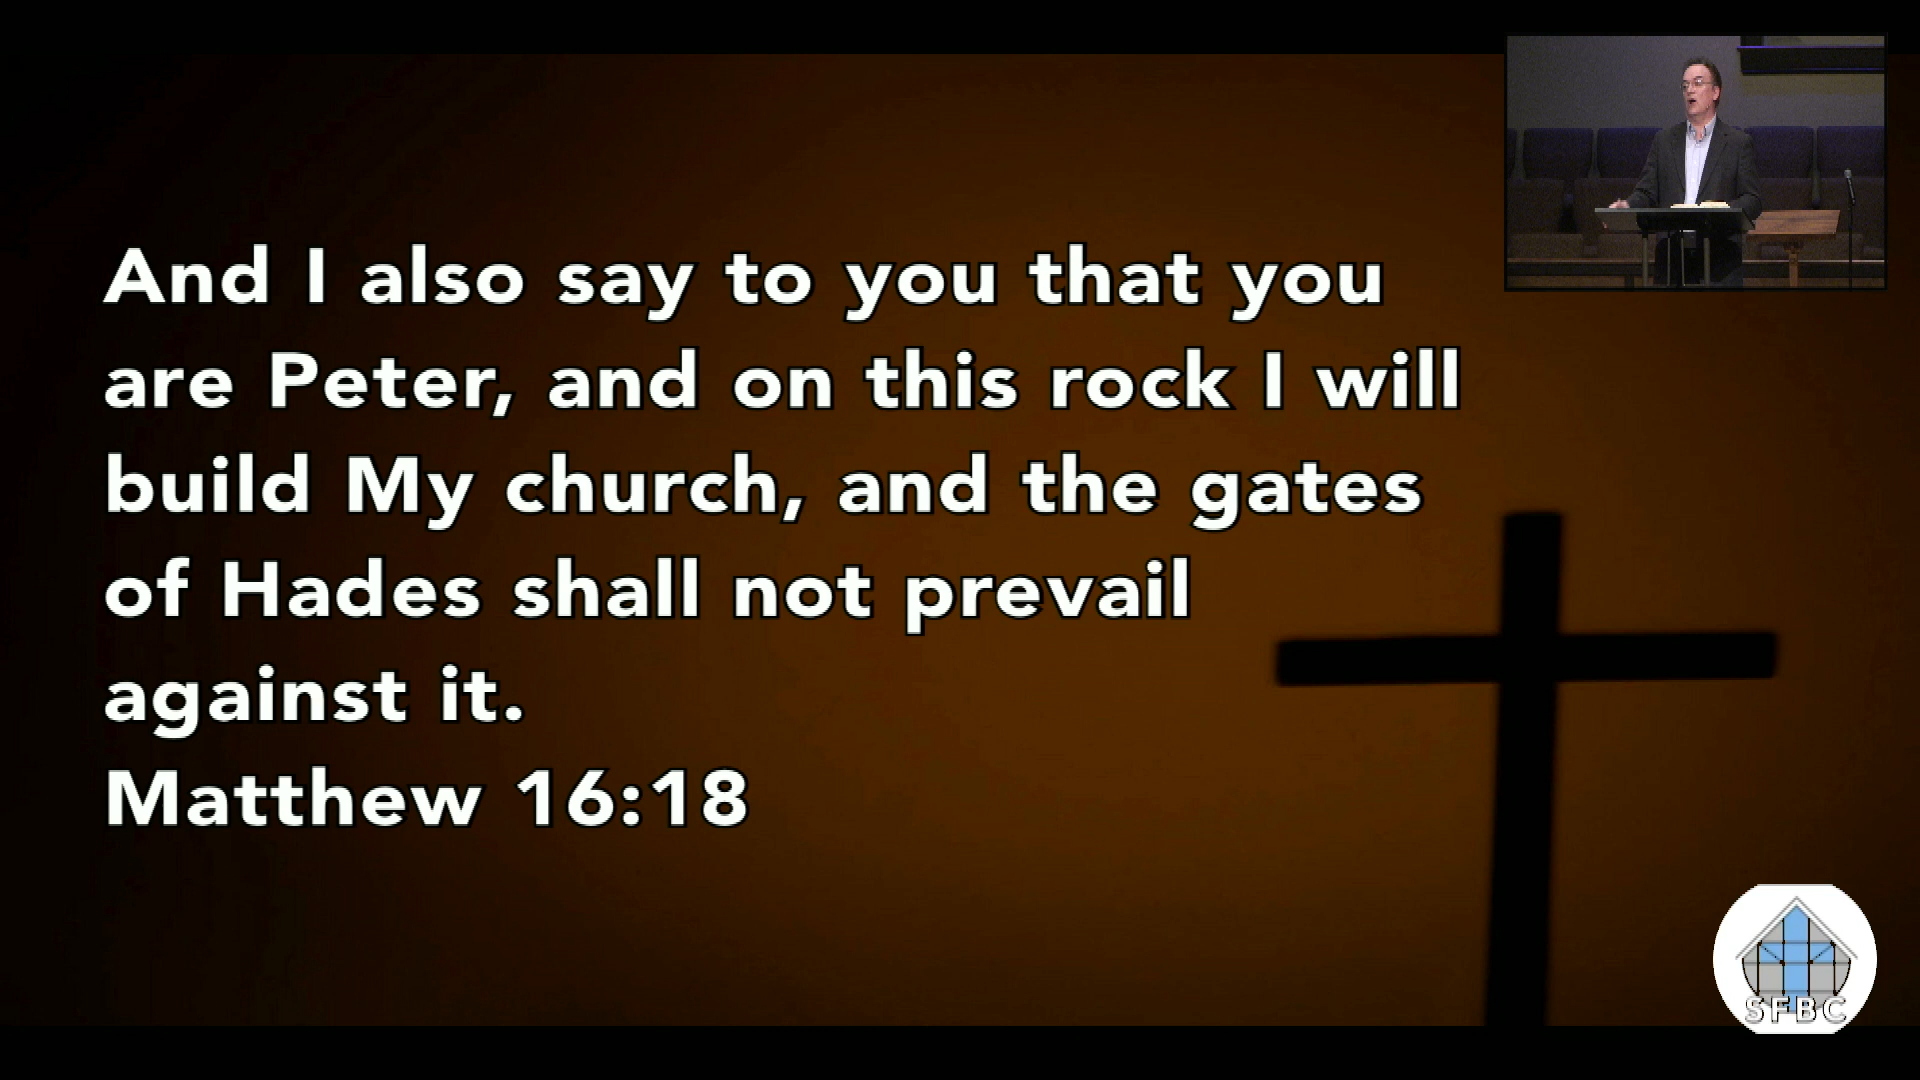 And I also say to you that you
are Peter, and on this rock I will
build My church, and the gates
of Hades shall not prevail
against it.
Matthew 16:18
SFBC